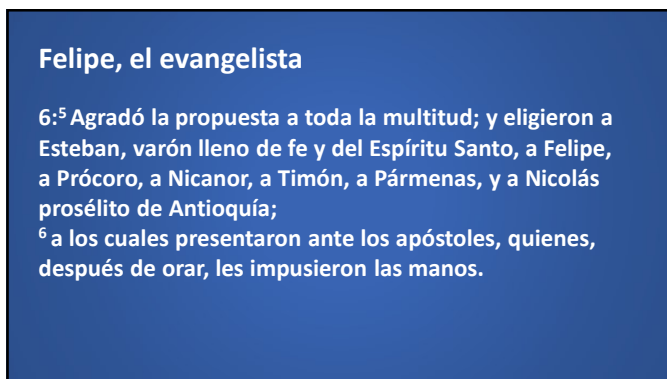 Felipe, el evangelista
6:⁵ Agradó la propuesta a toda la multitud; y eligieron a
Esteban, varón lleno de fe y del Espíritu Santo, a Felipe,
a Prócoro, a Nicanor, a Timón, a Pármenas, y a Nicolás
prosélito de Antioquía;
⁶ a los cuales presentaron ante los apóstoles, quienes,
después de orar, les impusieron las manos.